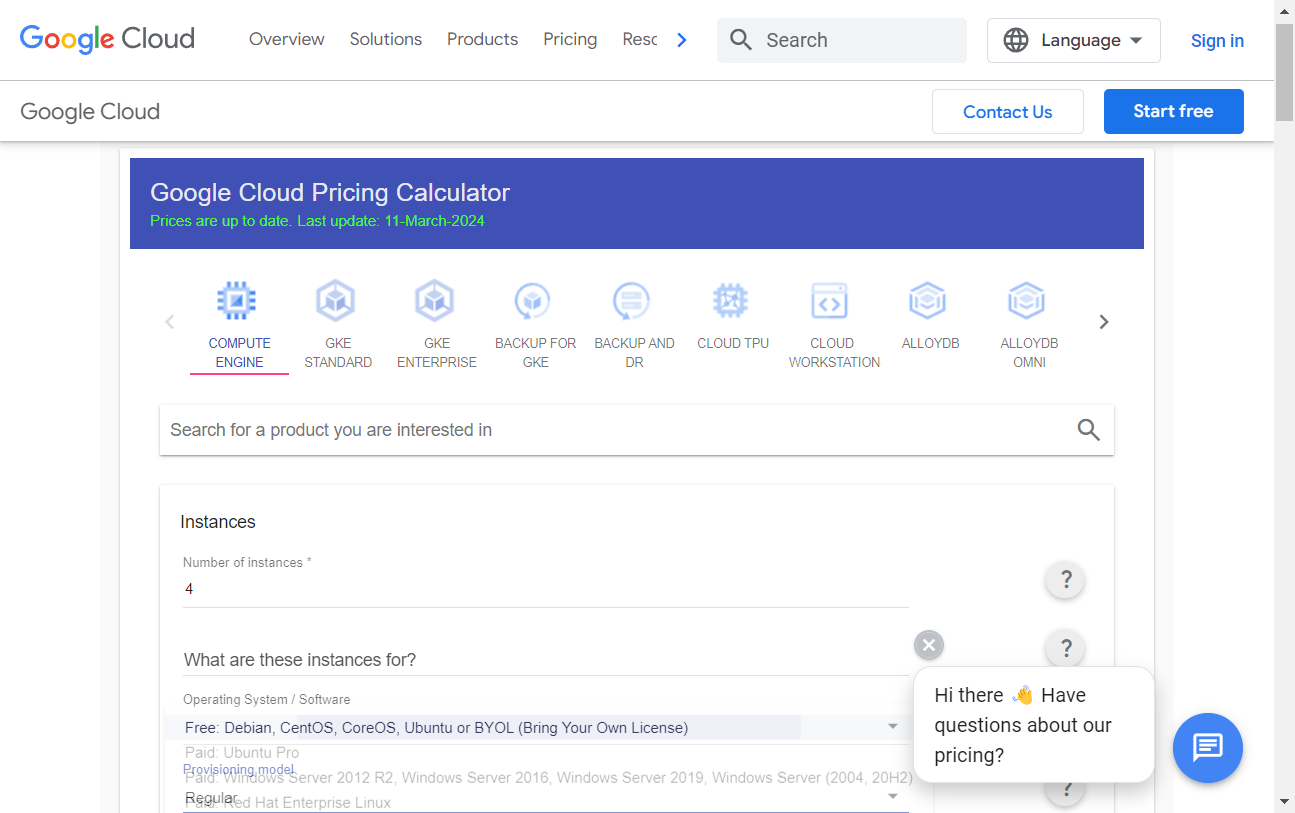 Google Cloud
Overview
Solutions
Products
Pricing
Resc
Search
Language
Sign in
Google Cloud
Contact Us
Start free
Google Cloud Pricing Calculator
Prices are up to date. Last update: 11-March-2024
COMPUTE
ENGINE
GKE
STANDARD
GKE
ENTERPRISE
BACKUP FOR
GKE
BACKUP AND
DR
CLOUD TPU
CLOUD
WORKSTATION
ALLOYDB
ALLOYDB
OMNI
Search for a product you are interested in
Instances
Number of instances *
4
?
What are these instances for?
?
Operating System / Software
Free: Debian, CentOS, CoreOS, Ubuntu or BYOL (Bring Your Own License)
Paid: Ubuntu Pro
Provisioning model
Paid: Windows Server 2012 R2, Windows Server 2016, Windows Server 2019, Windows Server (2004, 20H2)
Regular
Paid: Red Hat Enterprise Linux
?
Hi there 👋 Have
questions about our
pricing?